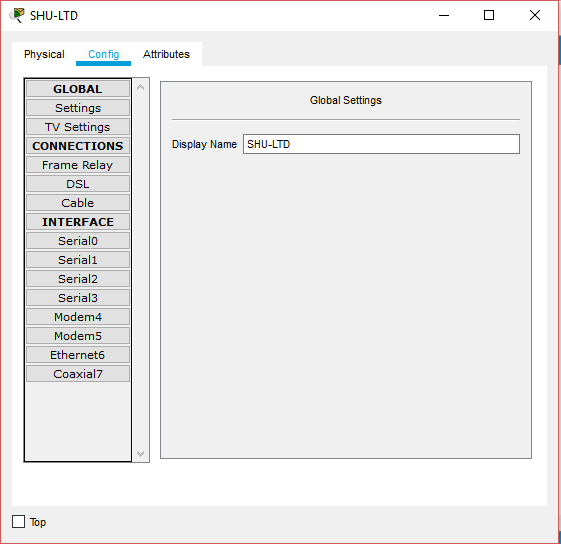 SHU-LTD
Physical Config Attributes
GLOBAL
Settings
TV Settings
CONNECTIONS
Frame Relay
DSL
Cable
INTERFACE
Serial0
Serial1
Serial2
Serial3
Modem4
Modem5
Ethernet6
Coaxial7
Global Settings
Display Name SHU-LTD
Top